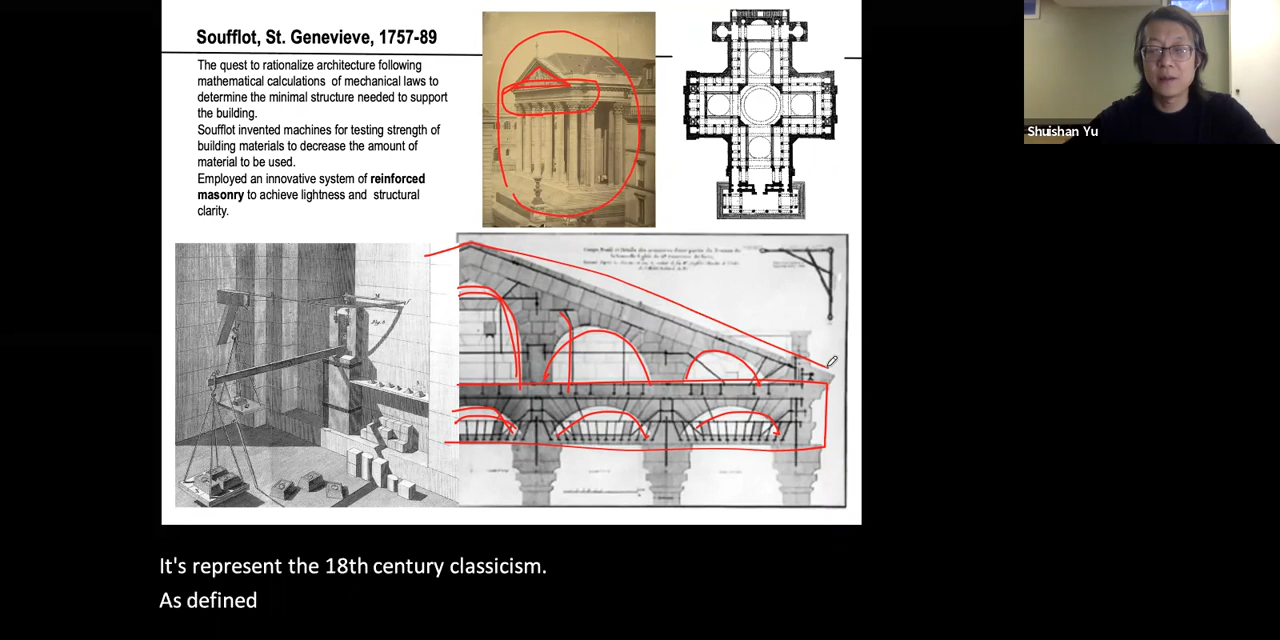 Soufflot, St. Genevieve, 1757-89
The quest to rationalize architecture following
mathematical calculations of mechanical laws to
determine the minimal structure needed to support
the building.
Soufflot invented machines for testing strength of
building materials to decrease the amount of
material to be used.
Employed an innovative system of reinforced
masonry to achieve lightness and structural
clarity.
Shuishan Yu
It's represent the 18th century classicism.
As defined